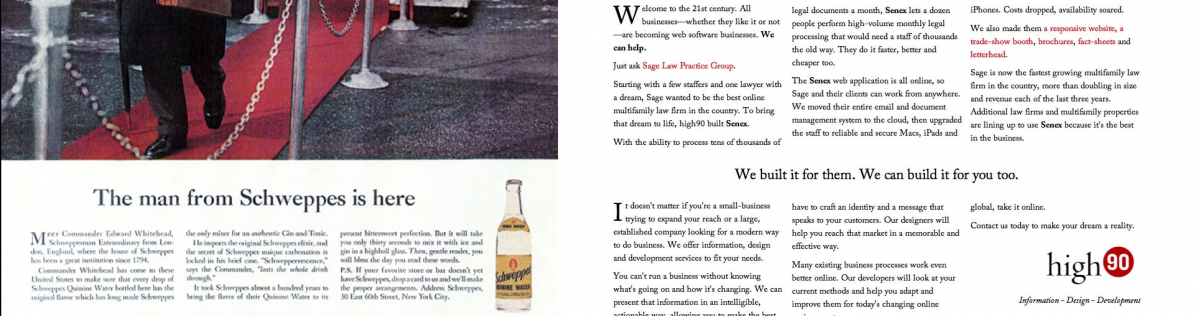 The man from Schweppes is here
MEET Commander Edward Whitehead,
Schweppesman Extraordinary from Lon-
don, England, where the house of Schweppes
has been a great institution since 1794.
Commander Whitehead has come to these
United States to make sure that every drop of
Schweppes Quinine Water bottled here has the
original flavor which has long made Schweppes
the only mixer for an authentic Gin-and-Tonic.
He imports the original Schweppes elixir, and
the secret of Schweppes unique carbonation is
locked in his brief case. "Schweppervescence,"
says the Commander, "lasts the whole drink
through."
It took Schweppes almost a hundred years to
bring the flavor of their Quinine Water to its
present bittersweet perfection. But it will take
you only thirty seconds to mix it with ice and
gin in a highball glass. Then, gentle reader, you
will bless the day you read these words.
P.S. If your favorite store or bar doesn't yet
have Schweppes, drop a card to us and we'll make
the proper arrangements. Address Schweppes,
30 East 60th Street, New York City.
Schweppes
QUININE WATER
Welcome to the 21st century. All
businesses—whether they like it or not
—are becoming web software businesses. We
can help.
Just ask Sage Law Practice Group.
Starting with a few staffers and one lawyer with
a dream, Sage wanted to be the best online
multifamily law firm in the country. To bring
that dream to life, high90 built Senex.
With the ability to process tens of thousands of
legal documents a month, Senex lets a dozen
people perform high-volume monthly legal
processing that would need a staff of thousands
the old way. They do it faster, better and
cheaper too.
The Senex web application is all online, so
Sage and their clients can work from anywhere.
We moved their entire email and document
management system to the cloud, then upgraded
the staff to reliable and secure Macs, iPads and
iPhones. Costs dropped, availability soared.
We also made them a responsive website, a
trade-show booth, brochures, fact-sheets and
letterhead.
Sage is now the fastest growing multifamily law
firm in the country, more than doubling in size
and revenue each of the last three years.
Additional law firms and multifamily properties
are lining up to use Senex because it's the best
in the business.
We built it for them. We can build it for you too.
It doesn't matter if you're a small-business
trying to expand your reach or a large,
established company looking for a modern way
to do business. We offer information, design
and development services to fit your needs.
You can't run a business without knowing
what's going on and how it's changing. We can
present that information in an intelligible,
actionable way, allowing you to make the best
have to craft an identity and a message that
speaks to your customers. Our designers will
help you reach that market in a memorable and
effective way.
Many existing business processes work even
better online. Our developers will look at your
current methods and help you adapt and
improve them for today's changing online
global, take it online.
Contact us today to make your dream a reality.
high90
Information – Design – Development